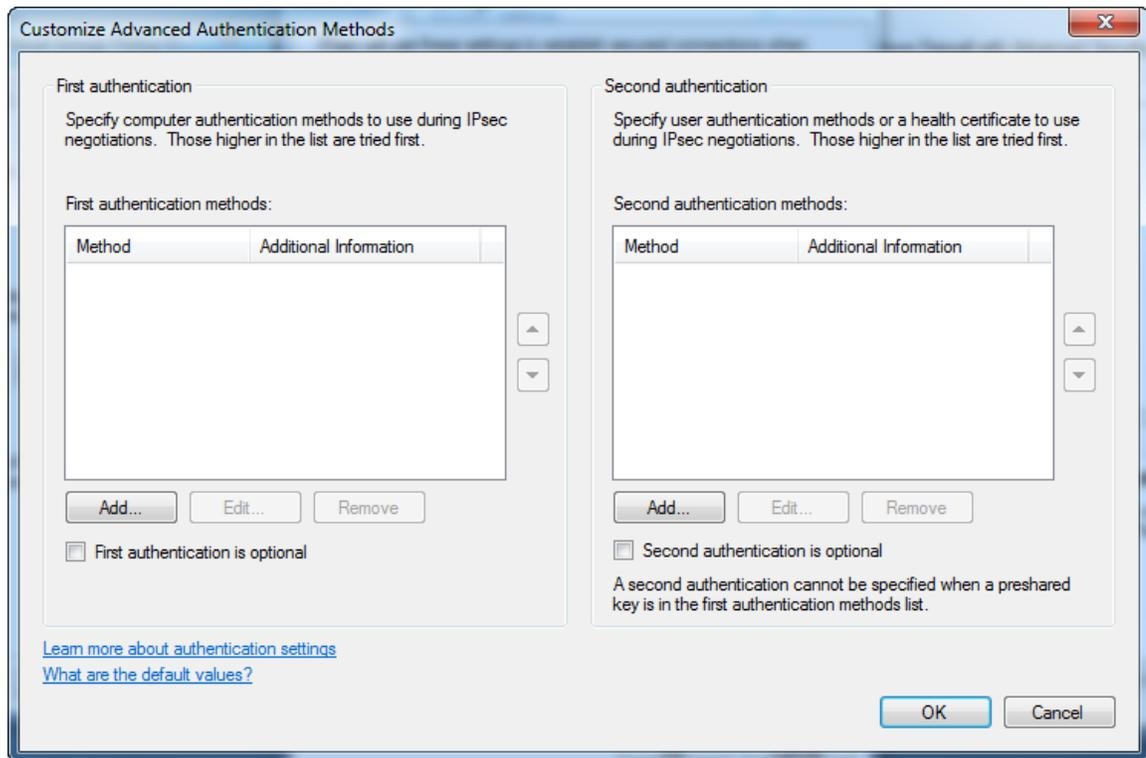 Customize Advanced Authentication Methods
First authentication
Specify computer authentication methods to use during IPsec
negotiations. Those higher in the list are tried first.
First authentication methods:
Method Additional Information
Add... Edit... Remove
First authentication is optional
Second authentication
Specify user authentication methods or a health certificate to use
during IPsec negotiations. Those higher in the list are tried first.
Second authentication methods:
Method Additional Information
Add... Edit... Remove
Second authentication is optional
A second authentication cannot be specified when a preshared
key is in the first authentication methods list.
Learn more about authentication settings
What are the default values?
OK Cancel